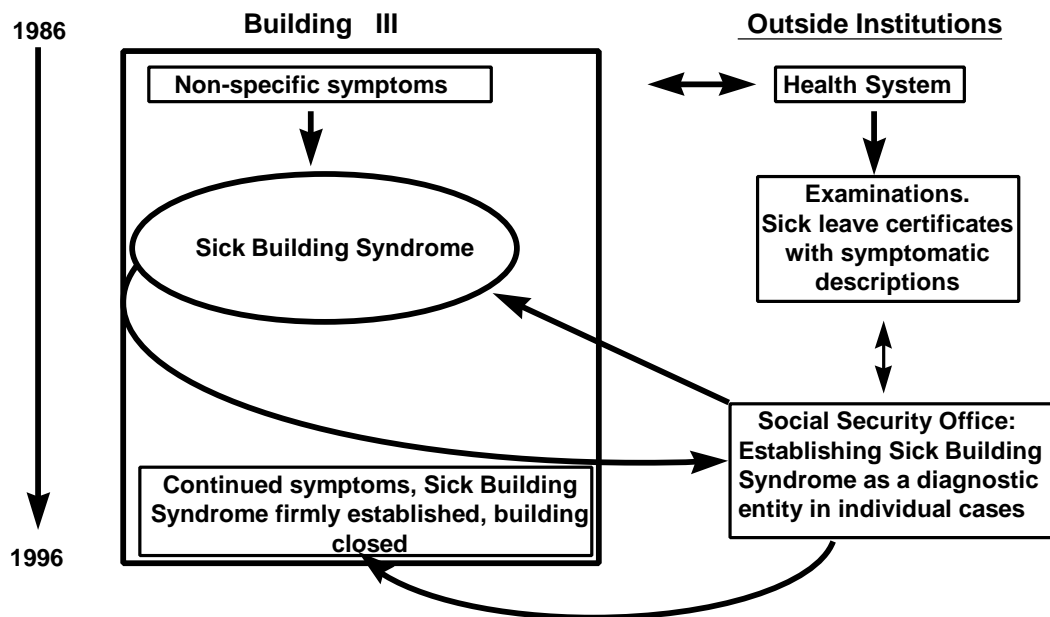 1986
Building III
Outside Institutions
Non-specific symptoms
Health System
Examinations.
Sick leave certificates
with symptomatic
descriptions
Sick Building Syndrome
Social Security Office:
Establishing Sick Building
Syndrome as a diagnostic
entity in individual cases
Continued symptoms, Sick Building
Syndrome firmly established, building
closed
1996